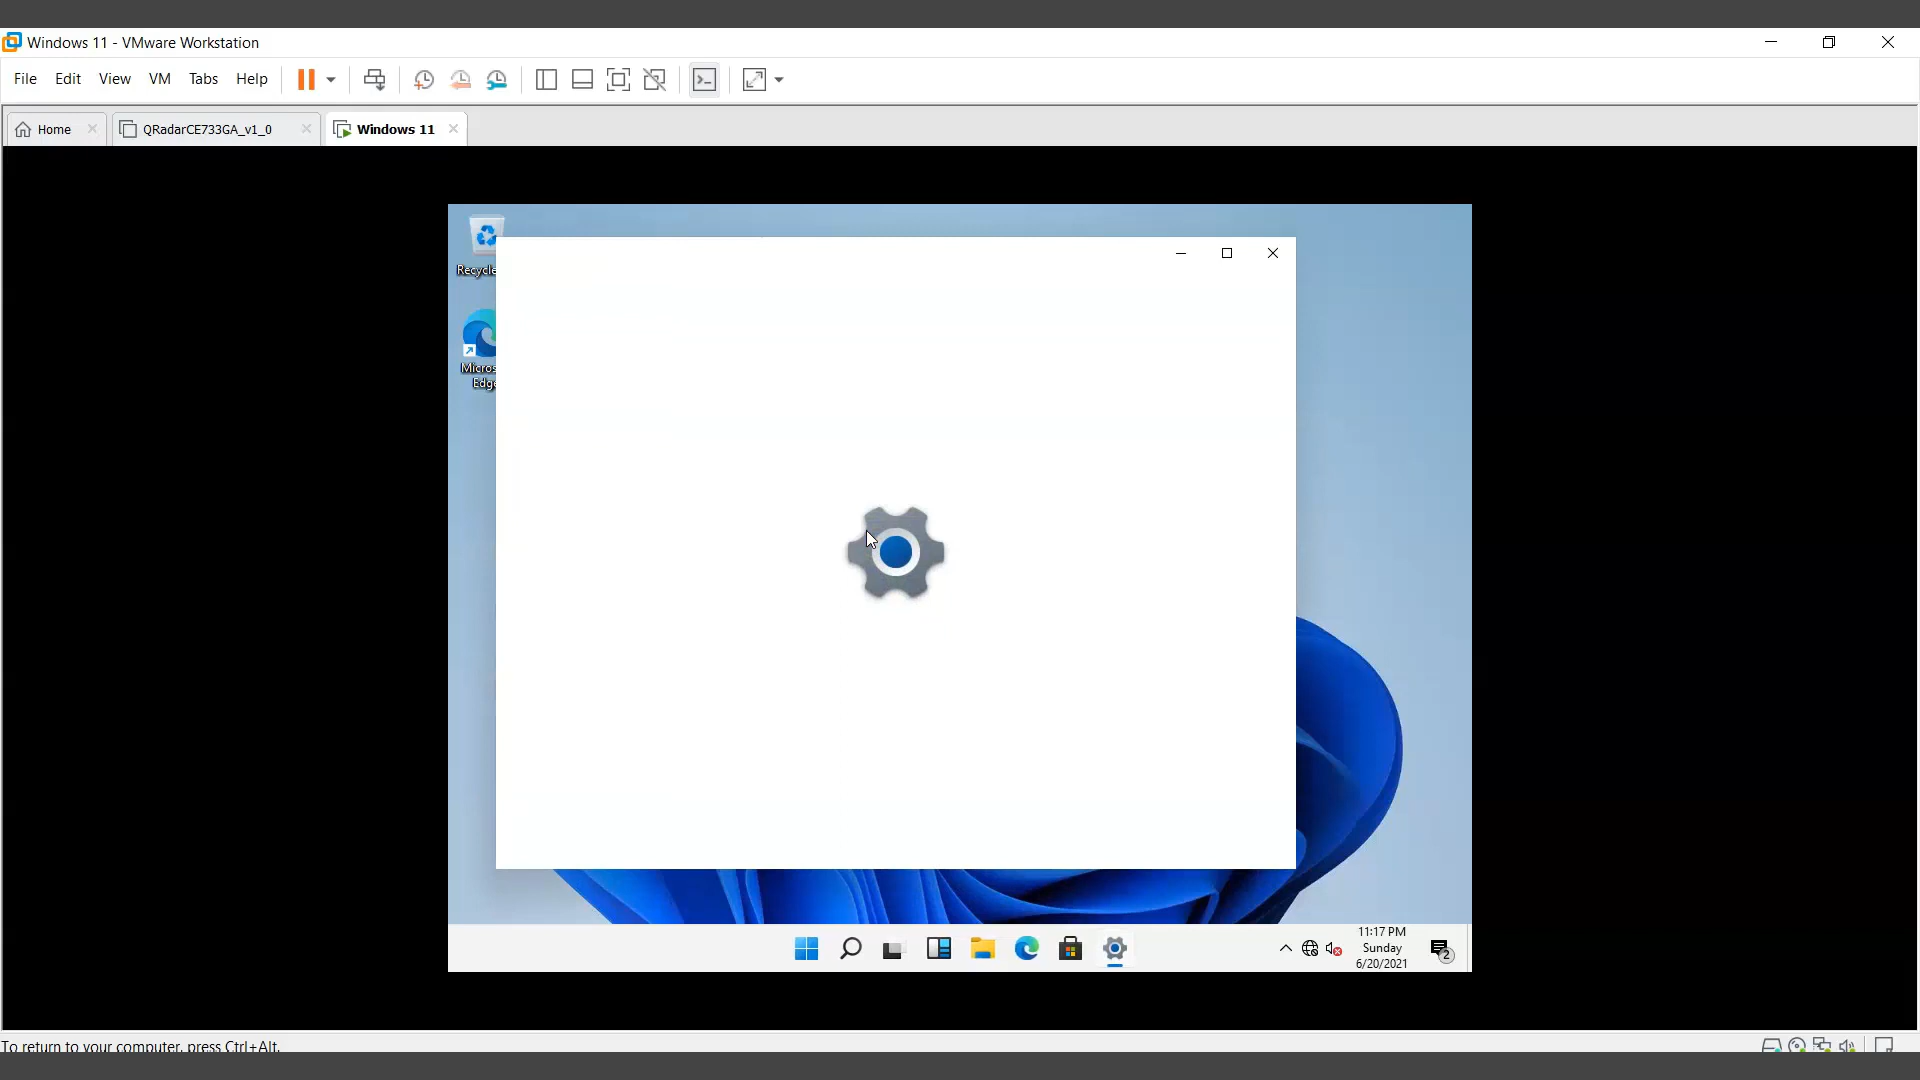 Windows 11 - VMware Workstation
File Edit View VM Tabs Help
Home QRadarCE733GA_v1_0 Windows 11
Recycle
Micros
Edge
11:17 PM
Sunday
6/20/2021
2
To return to your computer, press Ctrl+Alt.